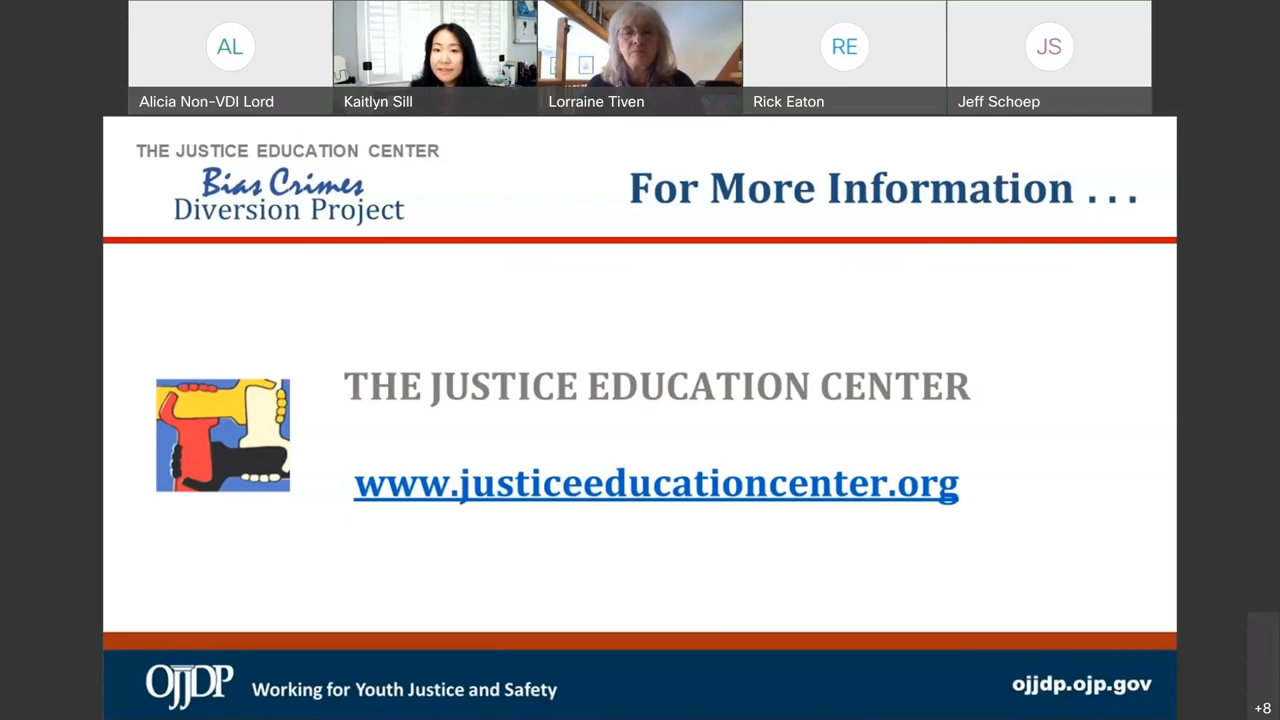 AL
RE
JS
Alicia Non-VDI Lord
Kaitlyn Sill
Lorraine Tiven
Rick Eaton
Jeff Schoep
THE JUSTICE EDUCATION CENTER
Bias Crimes
Diversion Project
For More Information . . .
THE JUSTICE EDUCATION CENTER
www.justiceeducationcenter.org
OJJDP
Working for Youth Justice and Safety
ojjdp.ojp.gov
+8